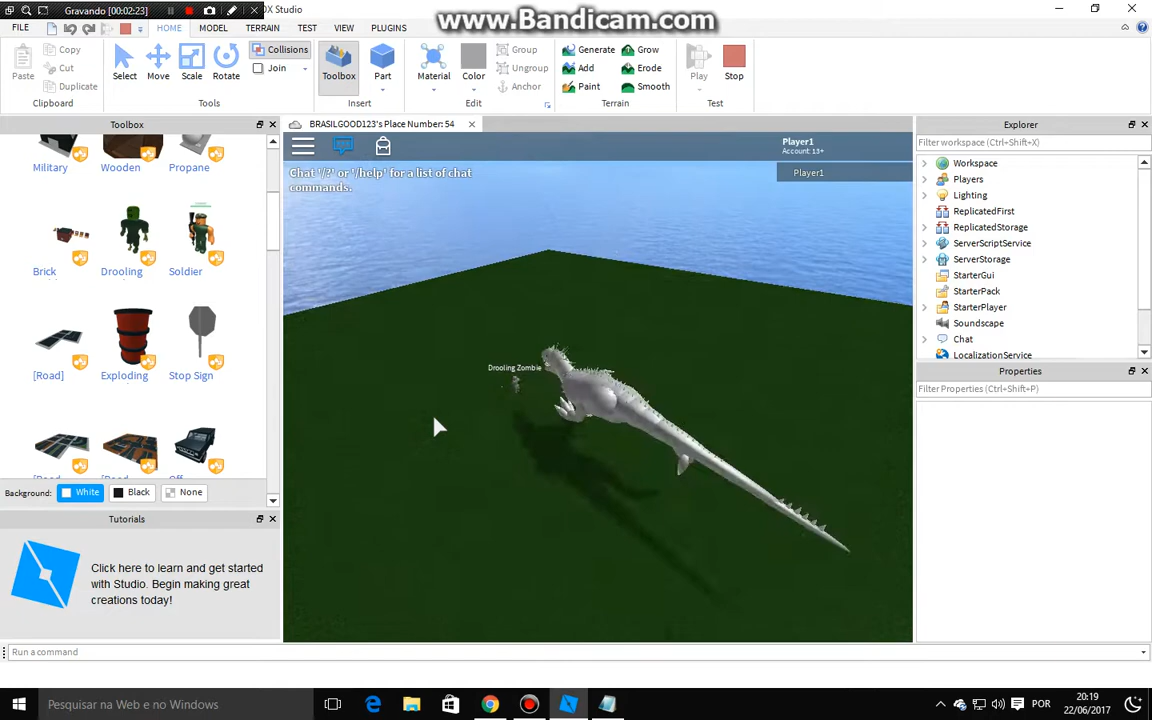 Gravando [00:02:23]
OX Studio
www.Bandicam.com
FILE HOME MODEL TERRAIN TEST VIEW PLUGINS
Paste
Copy
Cut
Duplicate
Clipboard
Select
Move
Scale
Rotate
Collisions
Join
Tools
Toolbox
Part
Insert
Material
Color
Group
Ungroup
Anchor
Edit
Generate
Grow
Add
Erode
Paint
Smooth
Terrain
Play
Stop
Test
Toolbox
Military
Wooden
Propane
Brick
Drooling
Soldier
[Road]
Exploding
Stop Sign
Background:
White
Black
None
Tutorials
Click here to learn and get started
with Studio. Begin making great
creations today!
BRASILGOOD123's Place Number: 54
Chat '/?' or '/help' for a list of chat
commands.
Player1
Account: 13+
Player1
Drooling Zombie
Explorer
Filter workspace (Ctrl+Shift+X)
Workspace
Players
Lighting
ReplicatedFirst
ReplicatedStorage
ServerScriptService
ServerStorage
StarterGui
StarterPack
StarterPlayer
Soundscape
Chat
LocalizationService
Properties
Filter Properties (Ctrl+Shift+P)
Run a command
Pesquisar na Web e no Windows
POR
20:19
22/06/2017